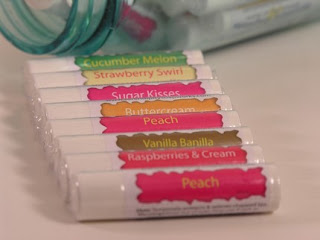 Cucumber Melon
Strawberry Swirl
Sugar Kisses
Buttercream
Peach
Vanilla Banilla
Raspberries & Cream
Peach